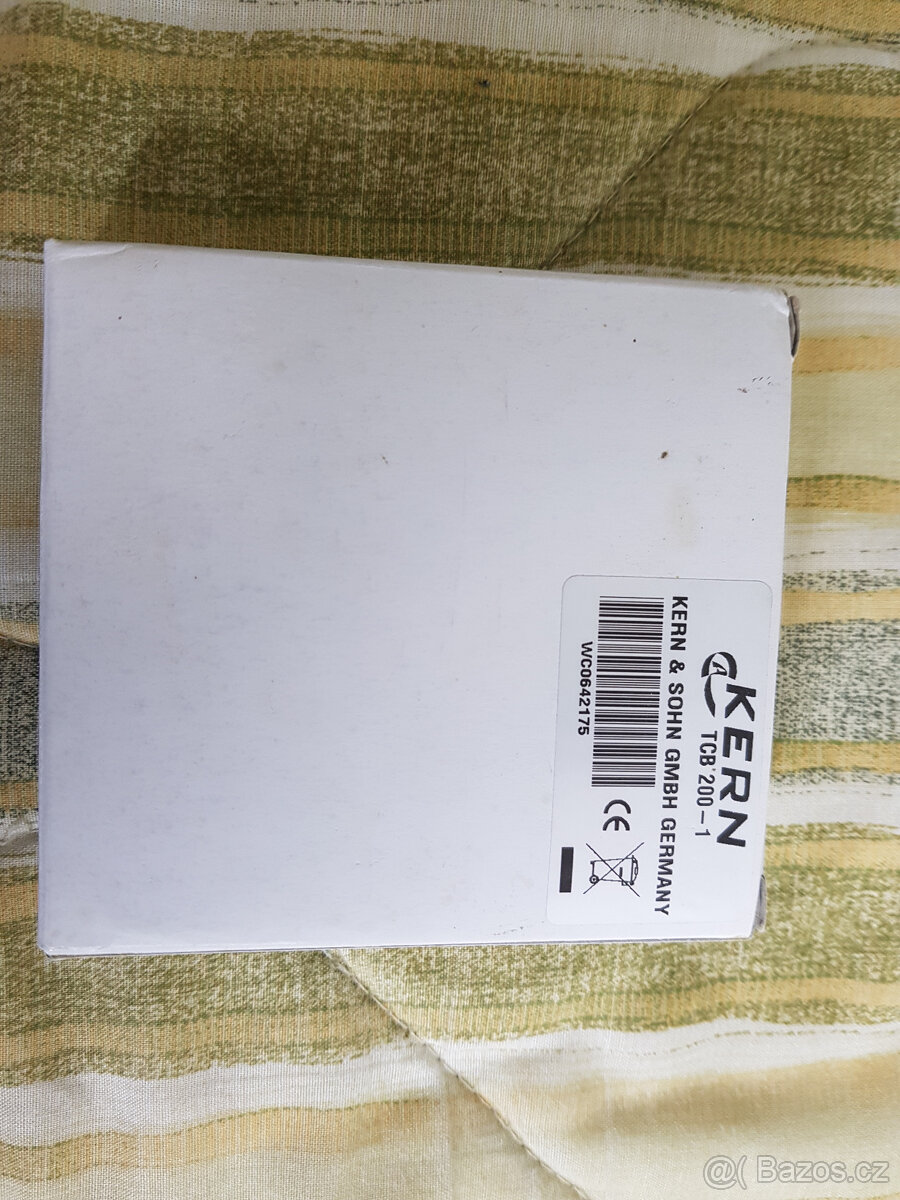 KERN
TCB 200-1
KERN & SOHN GMBH GERMANY
WC0642175
CE
@( Bazos.cz